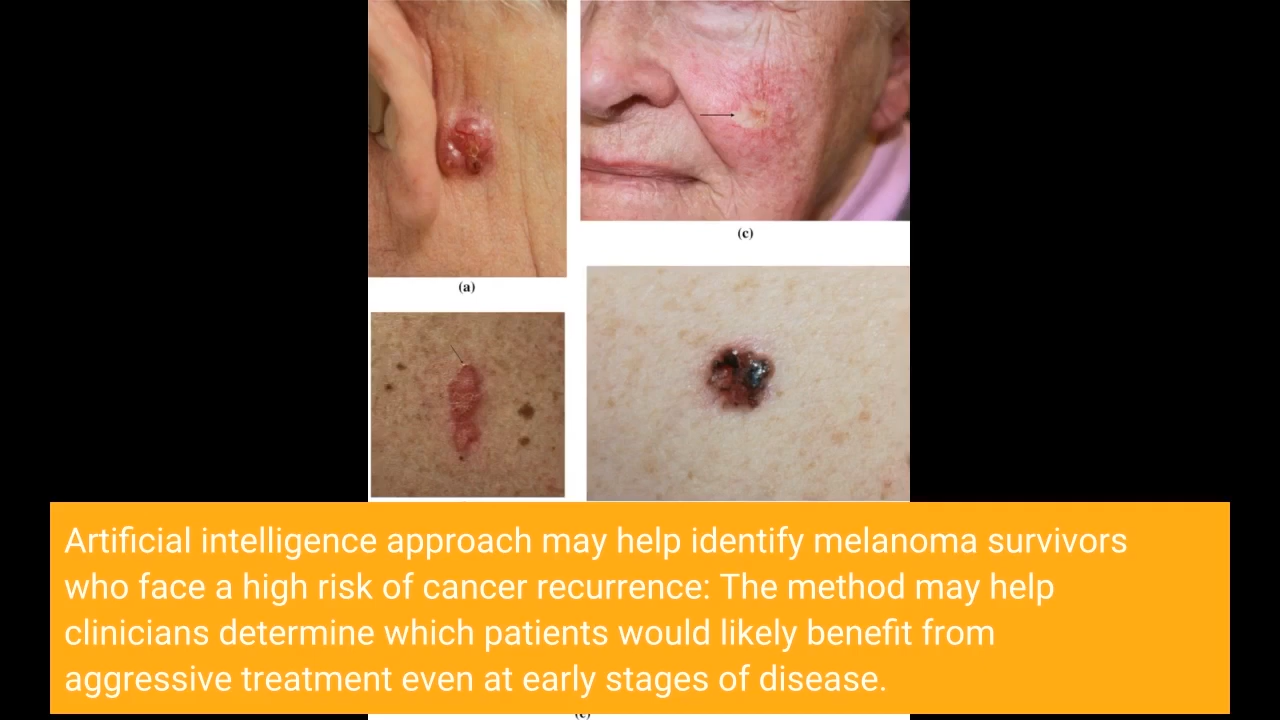 (c)
(a)
Artificial intelligence approach may help identify melanoma survivors
who face a high risk of cancer recurrence: The method may help
clinicians determine which patients would likely benefit from
aggressive treatment even at early stages of disease.